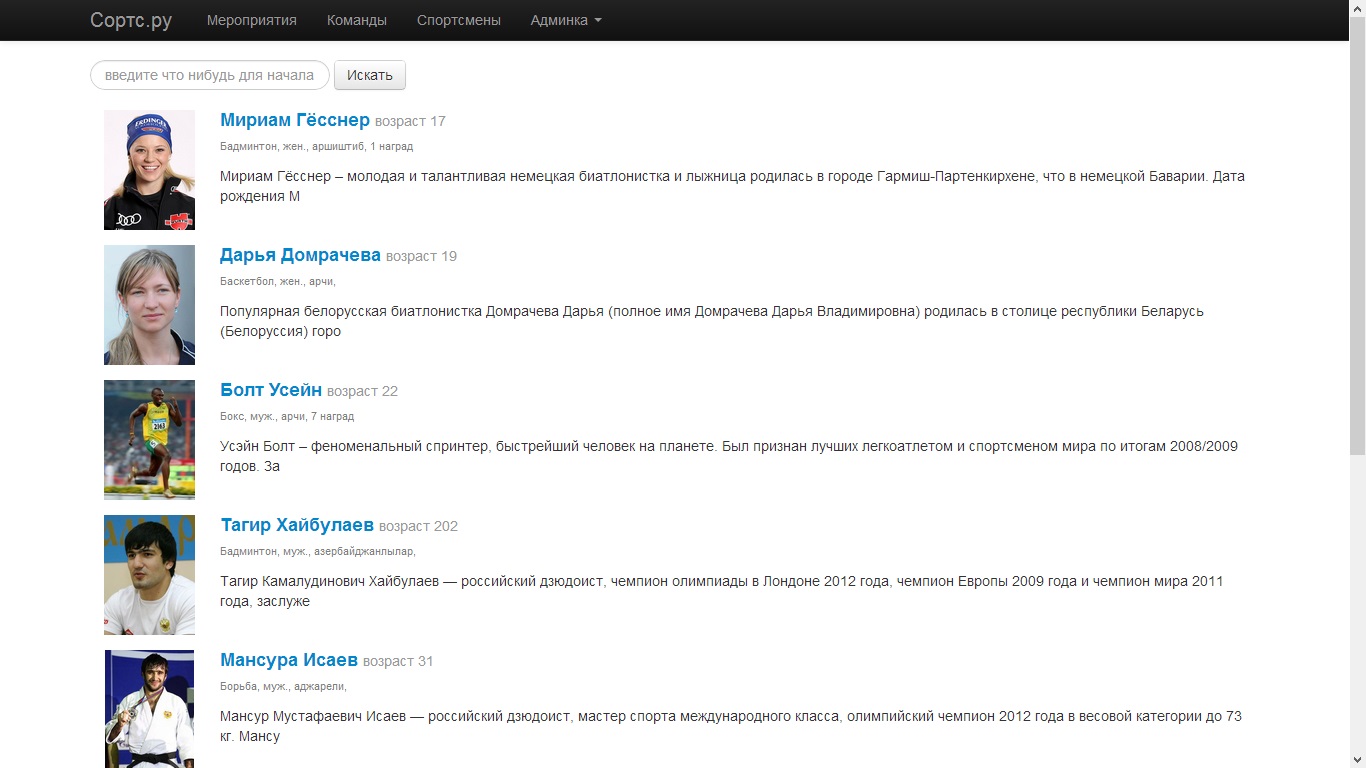 Сортс.ру Мероприятия Команды Спортсмены Админка
введите что нибудь для начала Искать
Мириам Гёсснер возраст 17
Бадминтон, жен., аршиштиб, 1 наград
Мириам Гёсснер – молодая и талантливая немецкая биатлонистка и лыжница родилась в городе Гармиш-Партенкирхене, что в немецкой Баварии. Дата
рождения М
ERDINGER
Дарья Домрачева возраст 19
Баскетбол, жен., арчи,
Популярная белорусская биатлонистка Домрачева Дарья (полное имя Домрачева Дарья Владимировна) родилась в столице республики Беларусь
(Белоруссия) горо
Болт Усейн возраст 22
Бокс, муж., арчи, 7 наград
Усэйн Болт – феноменальный спринтер, быстрейший человек на планете. Был признан лучших легкоатлетом и спортсменом мира по итогам 2008/2009
годов. За
2163
Тагир Хайбулаев возраст 202
Бадминтон, муж., азербайджанлылар,
Тагир Камалудинович Хайбулаев — российский дзюдоист, чемпион олимпиады в Лондоне 2012 года, чемпион Европы 2009 года и чемпион мира 2011
года, заслуже
Мансура Исаев возраст 31
Борьба, муж., аджарели,
Мансур Мустафаевич Исаев — российский дзюдоист, мастер спорта международного класса, олимпийский чемпион 2012 года в весовой категории до 73
кг. Мансу